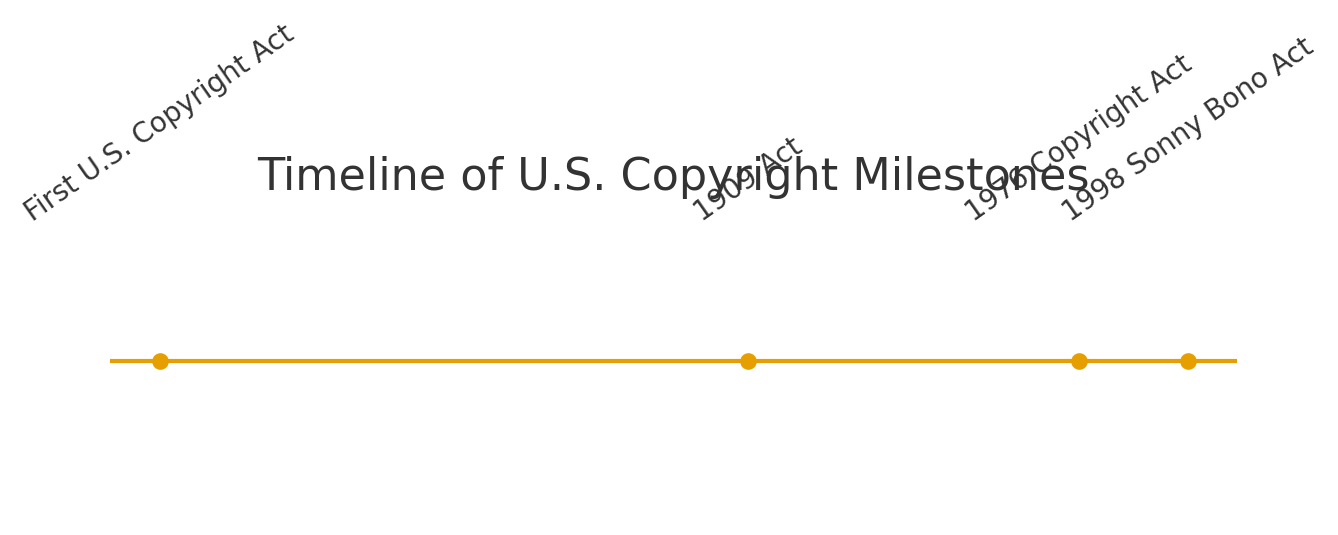 Timeline of U.S. Copyright Milestones
First U.S. Copyright Act
1909 Act
1976 Copyright Act
1998 Sonny Bono Act